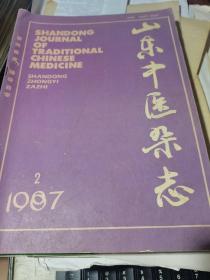 SHANDONG
JOURNAL
OF
TRADITIONAL
CHINESE
MEDICINE
SHANDONG
ZHONGYI
ZAZHI
山东中医杂志
2
1987